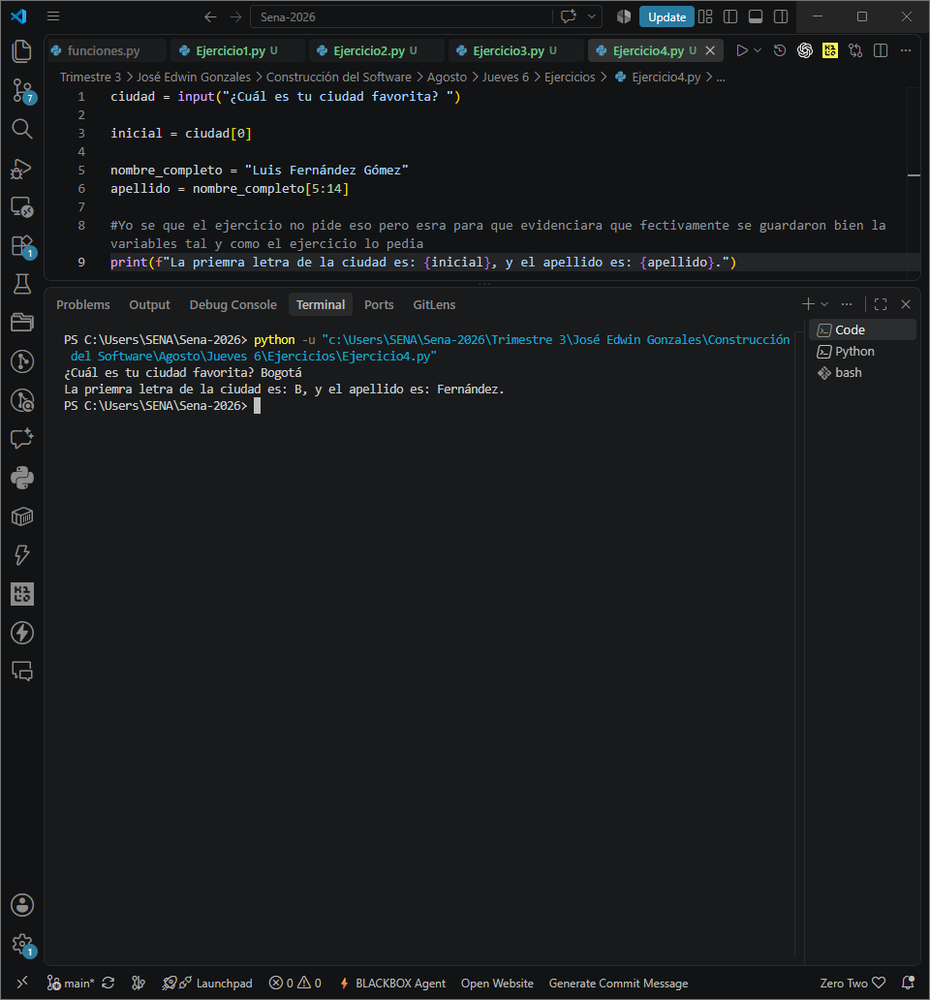 Sena-2026
Update
funciones.py
Ejercicio1.py U
Ejercicio2.py U
Ejercicio3.py U
Ejercicio4.py U
Trimestre 3 > José Edwin Gonzales > Construcción del Software > Agosto > Jueves 6 > Ejercicios > Ejercicio4.py > ...
1 ciudad = input("¿Cuál es tu ciudad favorita? ")
2
3 inicial = ciudad[0]
4
5 nombre_completo = "Luis Fernández Gómez"
6 apellido = nombre_completo[5:14]
7
8 #Yo se que el ejercicio no pide eso pero esra para que evidenciara que fectivamente se guardaron bien la
variables tal y como el ejercicio lo pedia
9 print(f"La priemra letra de la ciudad es: {inicial}, y el apellido es: {apellido}.")
Problems Output Debug Console Terminal Ports GitLens
PS C:\Users\SENA\Sena-2026> python -u "c:\Users\SENA\Sena-2026\Trimestre 3\José Edwin Gonzales\Construcción
del Software\Agosto\Jueves 6\Ejercicios\Ejercicio4.py"
¿Cuál es tu ciudad favorita? Bogotá
La priemra letra de la ciudad es: B, y el apellido es: Fernández.
PS C:\Users\SENA\Sena-2026>
Code
Python
bash
7
1
1
main* Launchpad 0 0 BLACKBOX Agent Open Website Generate Commit Message Zero Two